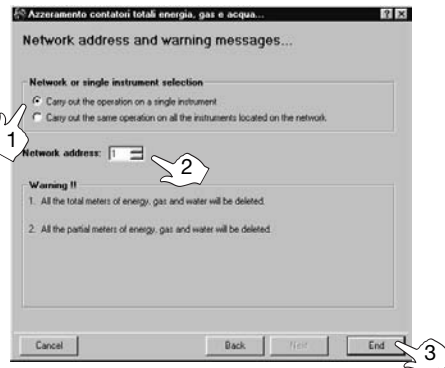 Azzeramento contatori totali energia, gas e acqua...
Network address and warning messages...
Network or single instrument selection
Carry out the operation on a single instrument
Carry out the same operation on all the instruments located on the network.
1
Network address: 1
2
Warning !!
1. All the total meters of energy, gas and water will be deleted.
2. All the partial meters of energy, gas and water will be deleted.
Cancel Back Next End
3